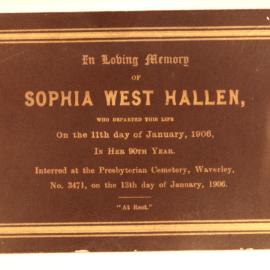 In Loving Memory
OF
SOPHIA WEST HALLEN,
WHO DEPARTED THIS LIFE
On the 11th day of January, 1906,
IN HER 90TH YEAR.
Interred at the Presbyterian Cemetery, Waverley,
No. 3471, on the 13th day of January, 1906.
"At Rest."